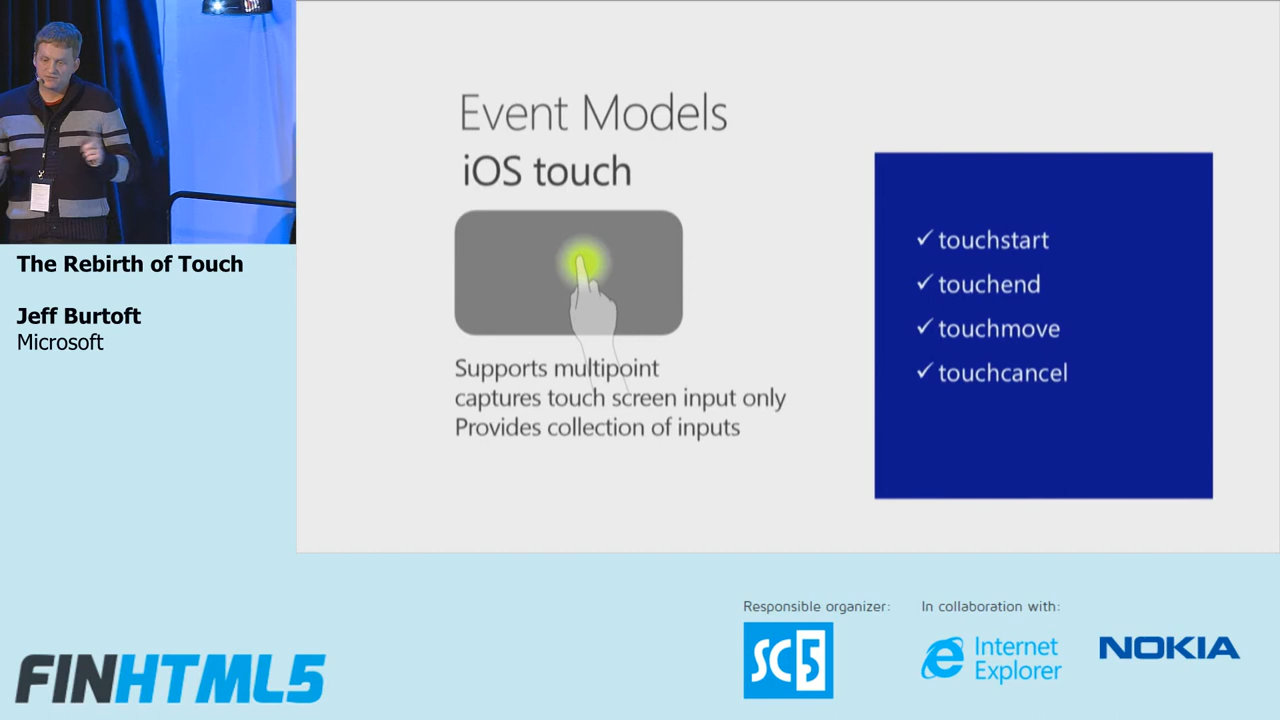 Event Models
iOS touch
Supports multipoint
captures touch screen input only
Provides collection of inputs
✓ touchstart
✓ touchend
✓ touchmove
✓ touchcancel
The Rebirth of Touch
Jeff Burtoft
Microsoft
Responsible organizer:
SC5
In collaboration with:
Internet
Explorer
NOKIA
FINHTML5